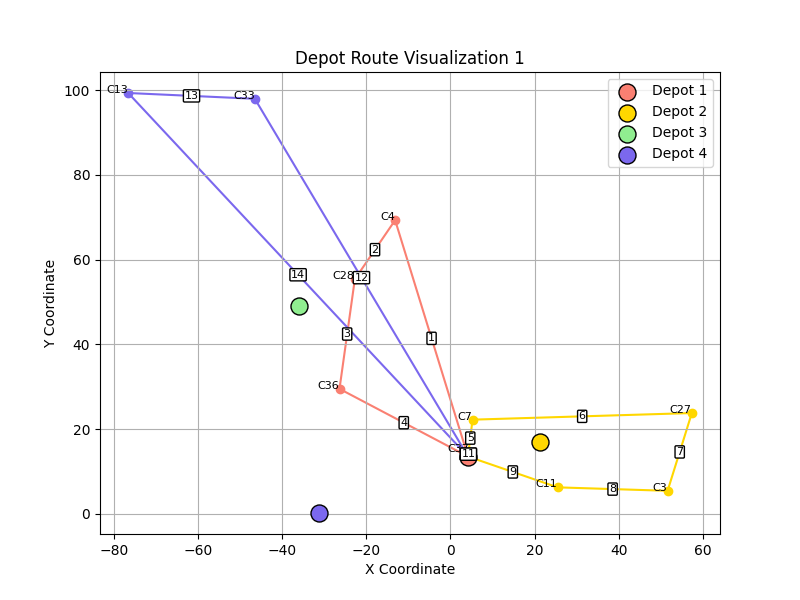 Depot Route Visualization 1
Depot 1
Depot 2
Depot 3
Depot 4
100
80
60
40
20
0
Y Coordinate
−80
−60
−40
−20
0
20
40
60
X Coordinate
C13
13
C33
C4
2
C28
12
14
3
1
C36
4
C7
5
6
C27
11
7
9
C11
8
C3